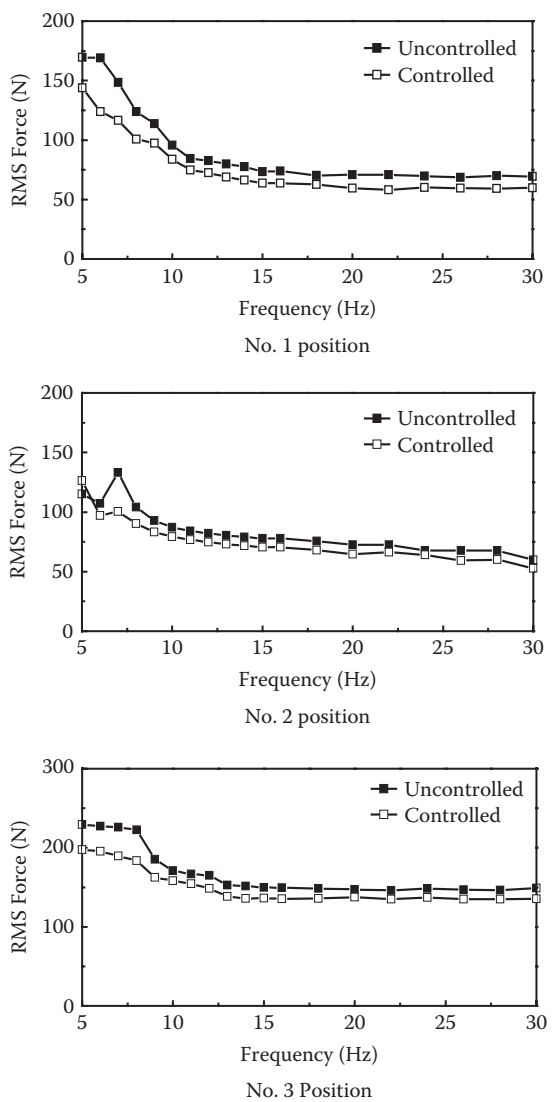 200
Uncontrolled
Controlled
150
100
50
0
RMS Force (N)
5 10 15 20 25 30
Frequency (Hz)
No. 1 position
200
Uncontrolled
Controlled
150
100
50
0
RMS Force (N)
5 10 15 20 25 30
Frequency (Hz)
No. 2 position
300
Uncontrolled
Controlled
200
100
0
RMS Force (N)
5 10 15 20 25 30
Frequency (Hz)
No. 3 Position